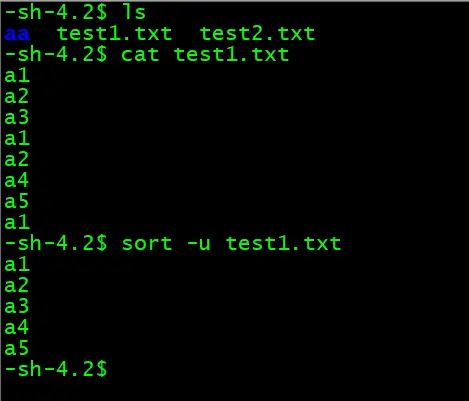 -sh-4.2$ ls
aa  test1.txt  test2.txt
-sh-4.2$ cat test1.txt
a1
a2
a3
a1
a2
a4
a5
a1
-sh-4.2$ sort -u test1.txt
a1
a2
a3
a4
a5
-sh-4.2$